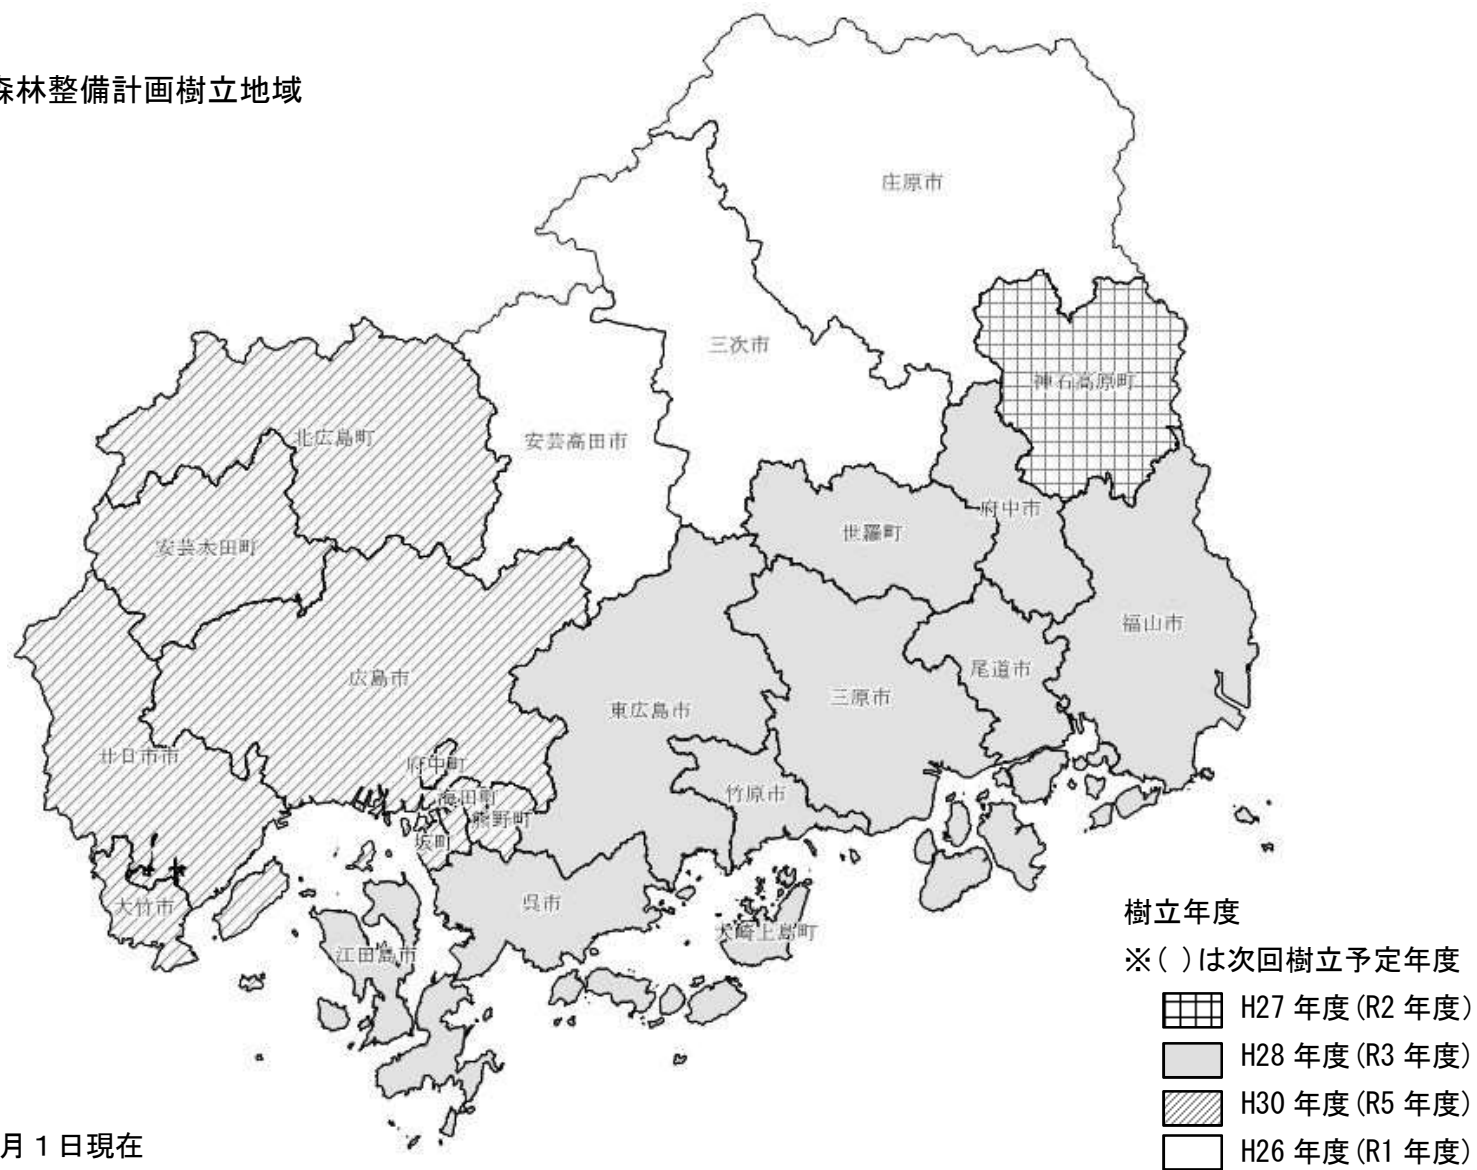 森林整備計画樹立地域
庄原市
三次市
神石高原町
北広島町
安芸高田市
府中市
世羅町
安芸太田町
福山市
尾道市
広島市
三原市
東広島市
廿日市市
府中町
海田町
竹原市
熊野町
坂町
大竹市
呉市
大崎上島町
江田島市
樹立年度
※( )は次回樹立予定年度
H27 年度(R2 年度)
H28 年度(R3 年度)
H30 年度(R5 年度)
H26 年度(R1 年度)
月1日現在